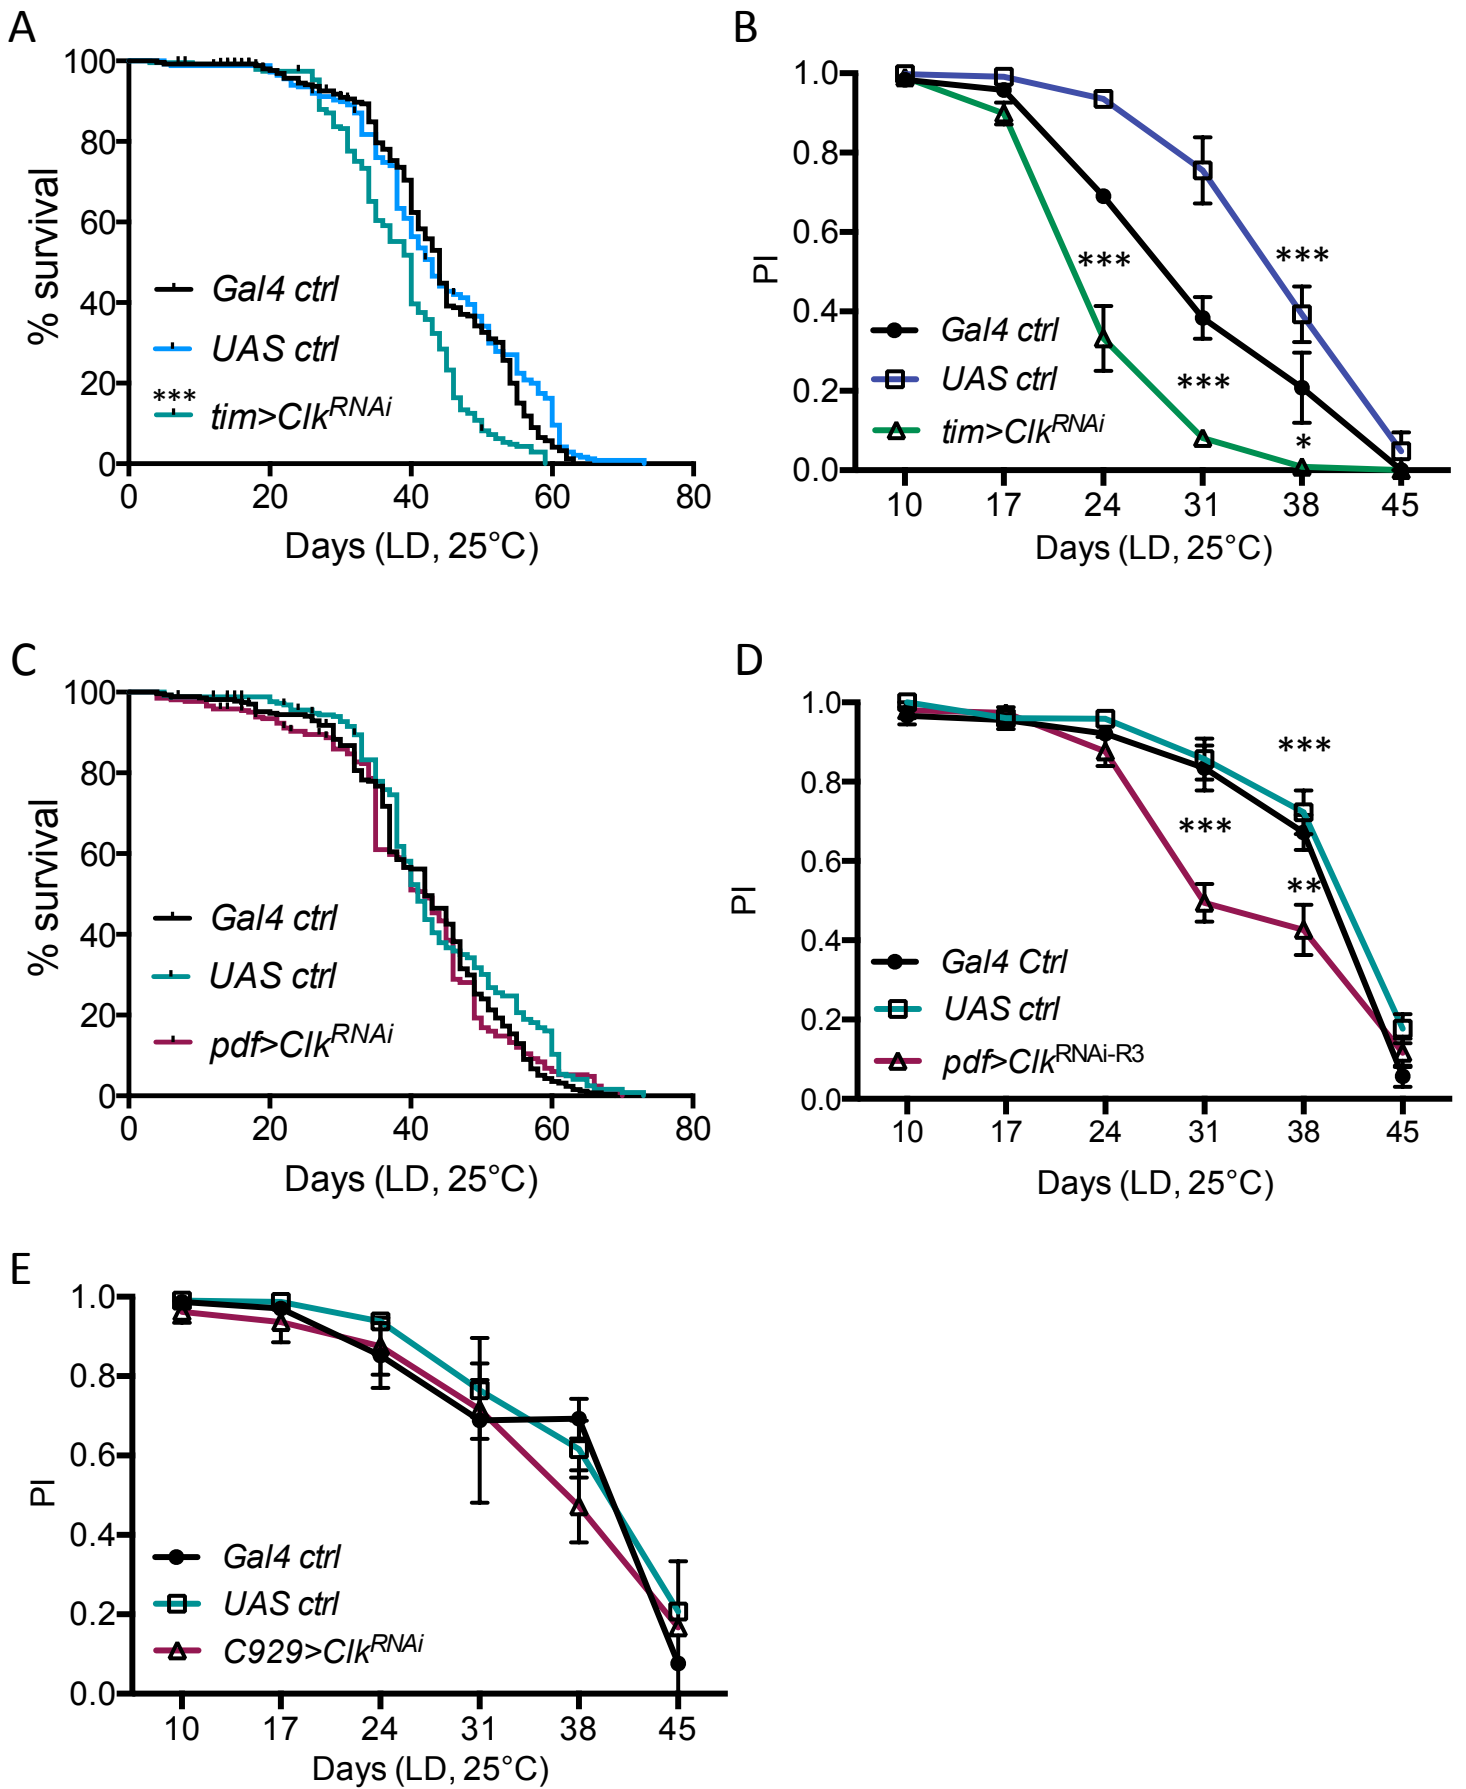 A
100
80
60
40
20
0
% survival
Gal4 ctrl
UAS ctrl
***
tim>Clk^RNAi
0 20 40 60 80
Days (LD, 25°C)
B
1.0
0.8
0.6
0.4
0.2
0.0
PI
***
***
***
*
Gal4 ctrl
UAS ctrl
tim>Clk^RNAi
10 17 24 31 38 45
Days (LD, 25°C)
C
100
80
60
40
20
0
% survival
Gal4 ctrl
UAS ctrl
pdf>Clk^RNAi
0 20 40 60 80
Days (LD, 25°C)
D
1.0
0.8
0.6
0.4
0.2
0.0
PI
***
***
**
Gal4 Ctrl
UAS ctrl
pdf>Clk^RNAi-R3
10 17 24 31 38 45
Days (LD, 25°C)
E
1.0
0.8
0.6
0.4
0.2
0.0
PI
Gal4 ctrl
UAS ctrl
C929>Clk^RNAi
10 17 24 31 38 45
Days (LD, 25°C)